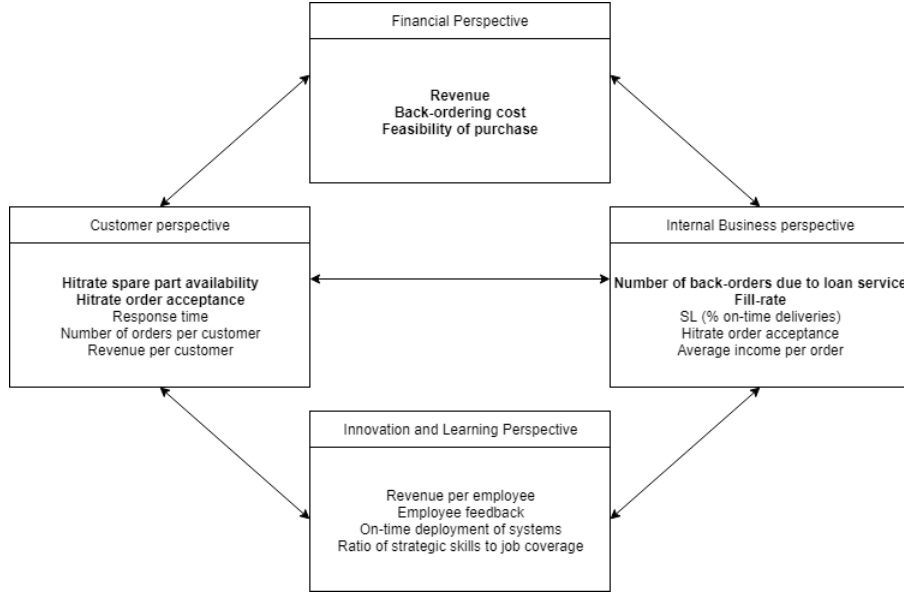 Financial Perspective
Revenue
Back-ordering cost
Feasibility of purchase
Customer perspective
Hitrate spare part availability
Hitrate order acceptance
Response time
Number of orders per customer
Revenue per customer
Internal Business perspective
Number of back-orders due to loan service
Fill-rate
SL (% on-time deliveries)
Hitrate order acceptance
Average income per order
Innovation and Learning Perspective
Revenue per employee
Employee feedback
On-time deployment of systems
Ratio of strategic skills to job coverage